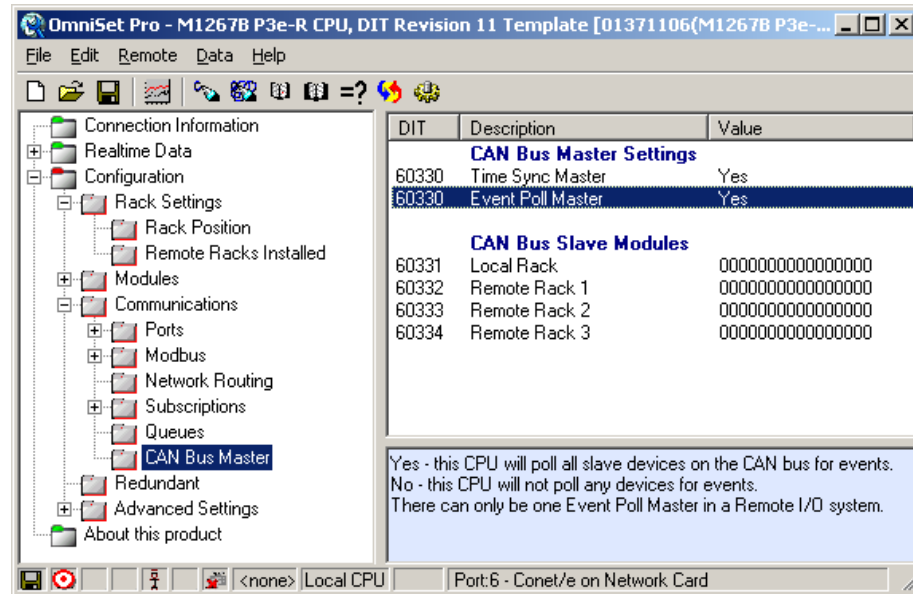 OmniSet Pro - M1267B P3e-R CPU, DIT Revision 11 Template [01371106(M1267B P3e-...
File Edit Remote Data Help
=?
Connection Information
Realtime Data
Configuration
Rack Settings
Rack Position
Remote Racks Installed
Modules
Communications
Ports
Modbus
Network Routing
Subscriptions
Queues
CAN Bus Master
Redundant
Advanced Settings
About this product
DIT Description Value
CAN Bus Master Settings
60330 Time Sync Master Yes
60330 Event Poll Master Yes
CAN Bus Slave Modules
60331 Local Rack 0000000000000000
60332 Remote Rack 1 0000000000000000
60333 Remote Rack 2 0000000000000000
60334 Remote Rack 3 0000000000000000
Yes - this CPU will poll all slave devices on the CAN bus for events.
No - this CPU will not poll any devices for events.
There can only be one Event Poll Master in a Remote I/O system.
<none> Local CPU Port:6 - Conet/e on Network Card